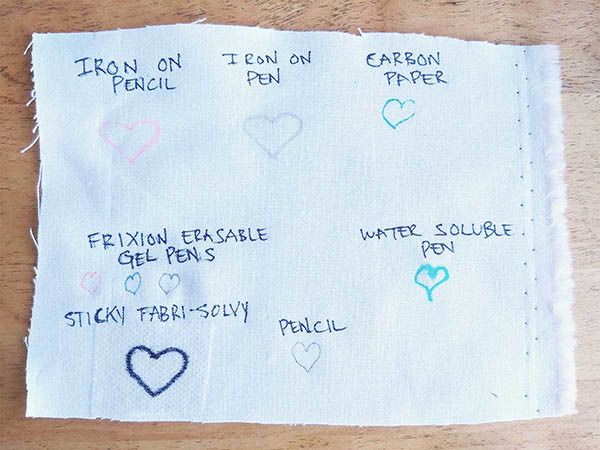 IRON ON
PENCIL
IRON ON
PEN
CARBON
PAPER
FRIXION ERASABLE
GEL PENS
WATER SOLUBLE
PEN
STICKY FABRI-SOLVY
PENCIL